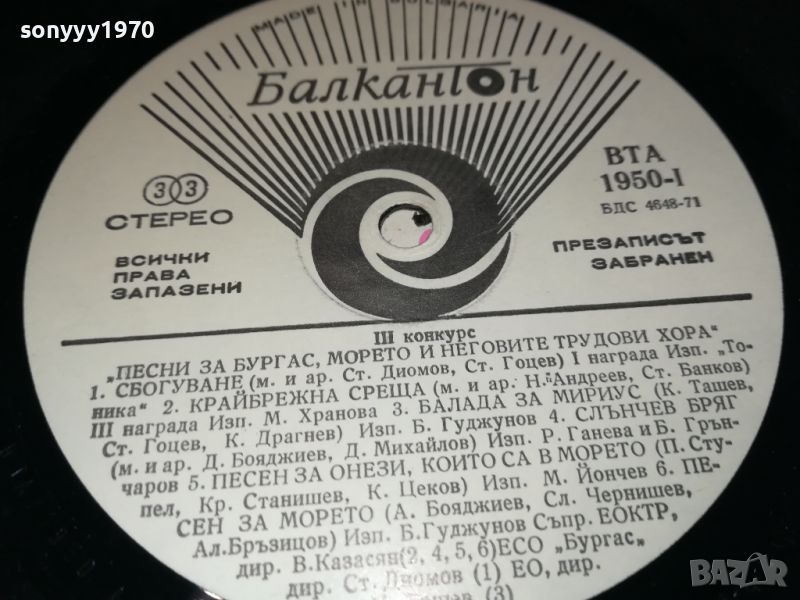 sonyyy1970
MADE IN BULGARIA
Балкантон
33
СТЕРЕО
ВСИЧКИ
ПРАВА
ЗАПАЗЕНИ
ВТА
1950-I
БДС 4648-71
ПРЕЗАПИСЪТ
ЗАБРАНЕН
III конкурс
„ПЕСНИ ЗА БУРГАС, МОРЕТО И НЕГОВИТЕ ТРУДОВИ ХОРА“
1. СБОГУВАНЕ (м. и ар. Ст. Диомов, Ст. Гоцев) I награда Изп. „То-
ника“ 2. КРАЙБРЕЖНА СРЕЩА (м. и ар. Н. Андреев, Ст. Банков)
III награда Изп. М. Хранова 3. БАЛАДА ЗА МИРИУС (К. Ташев,
Ст. Гоцев, К. Драгнев) Изп. Б. Гуджунов 4. СЛЪНЧЕВ БРЯГ
(м. и ар. Д. Бояджиев, Д. Михайлов) Изп. Р. Ганева и Б. Грън-
чаров 5. ПЕСЕН ЗА ОНЕЗИ, КОИТО СА В МОРЕТО (П. Сту-
пел, Кр. Станишев, К. Цеков) Изп. М. Йончев 6. ПЕ-
СЕН ЗА МОРЕТО (А. Бояджиев, Сл. Чернишев,
Ал.Бръзицов) Изп. Б.Гуджунов Съпр. ЕОКТР,
дир. В.Казасян(2, 4, 5, 6)ЕСО „Бургас„
дир. Ст. Диомов (1) ЕО, дир.
(3)
BAZAR